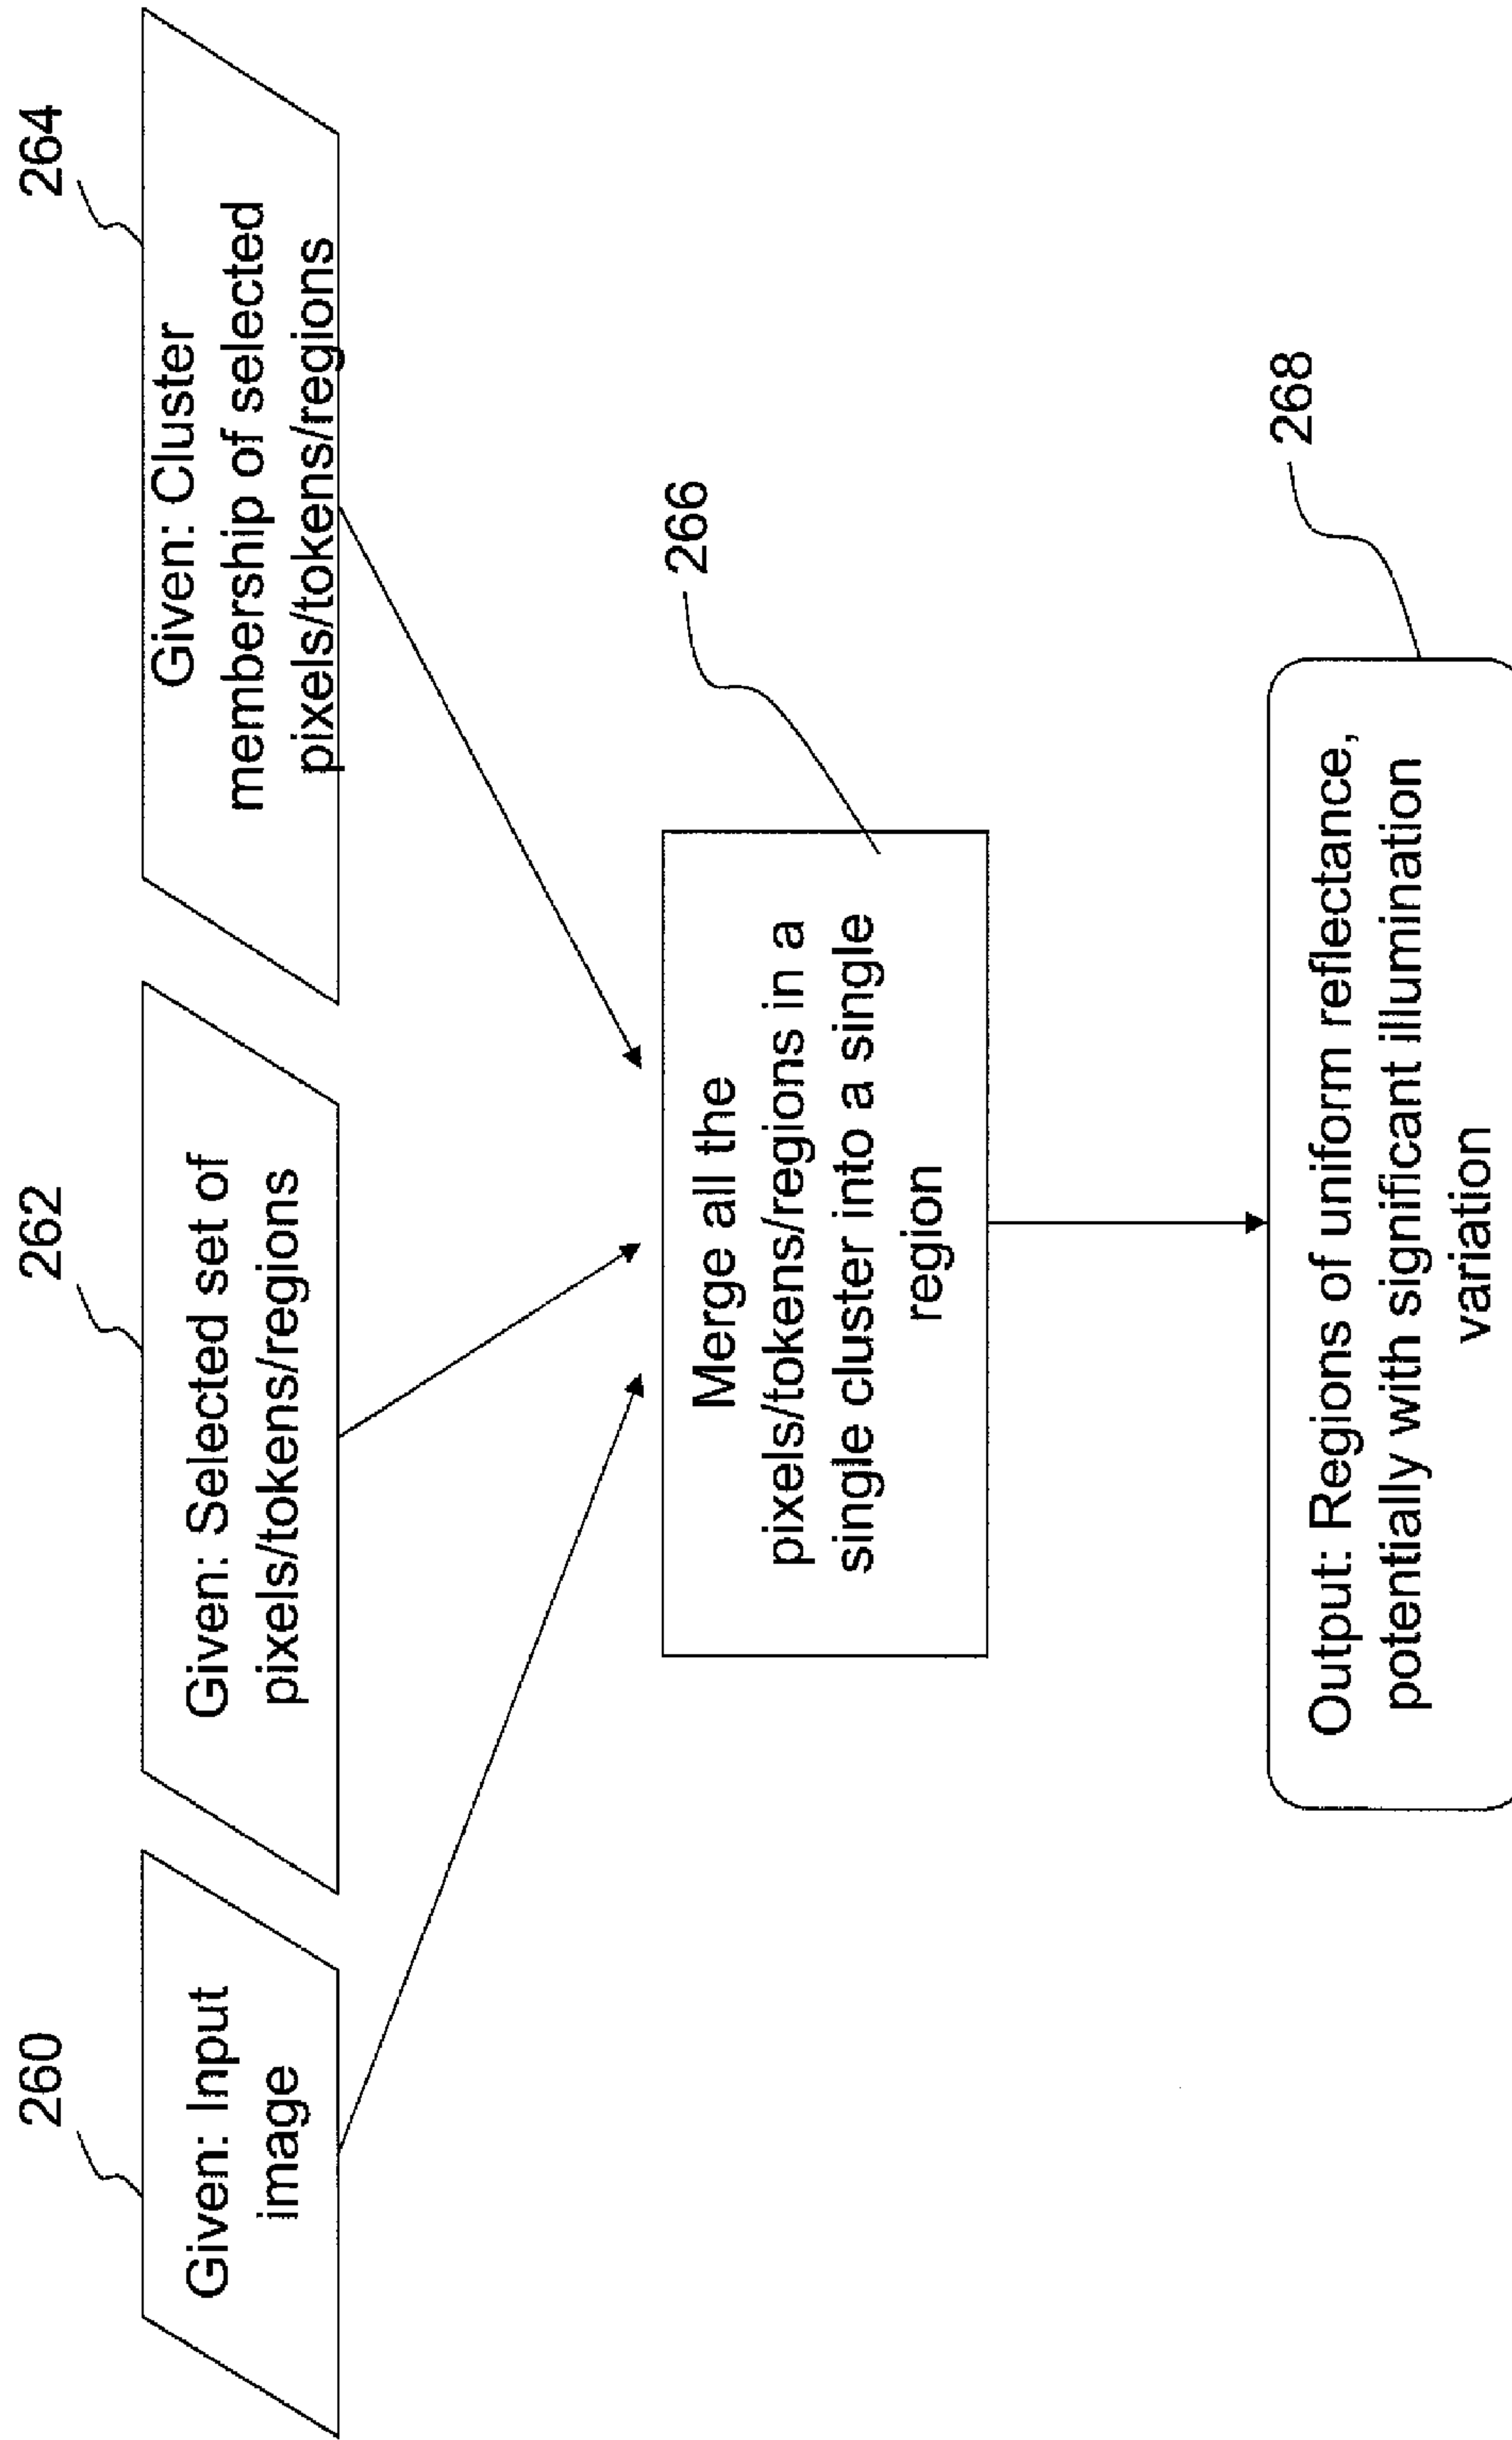 260
Given: Input
image
262
Given: Selected set of
pixels/tokens/regions
264
Given: Cluster
membership of selected
pixels/tokens/regions
266
Merge all the
pixels/tokens/regions in a
single cluster into a single
region
268
Output: Regions of uniform reflectance,
potentially with significant illumination
variation